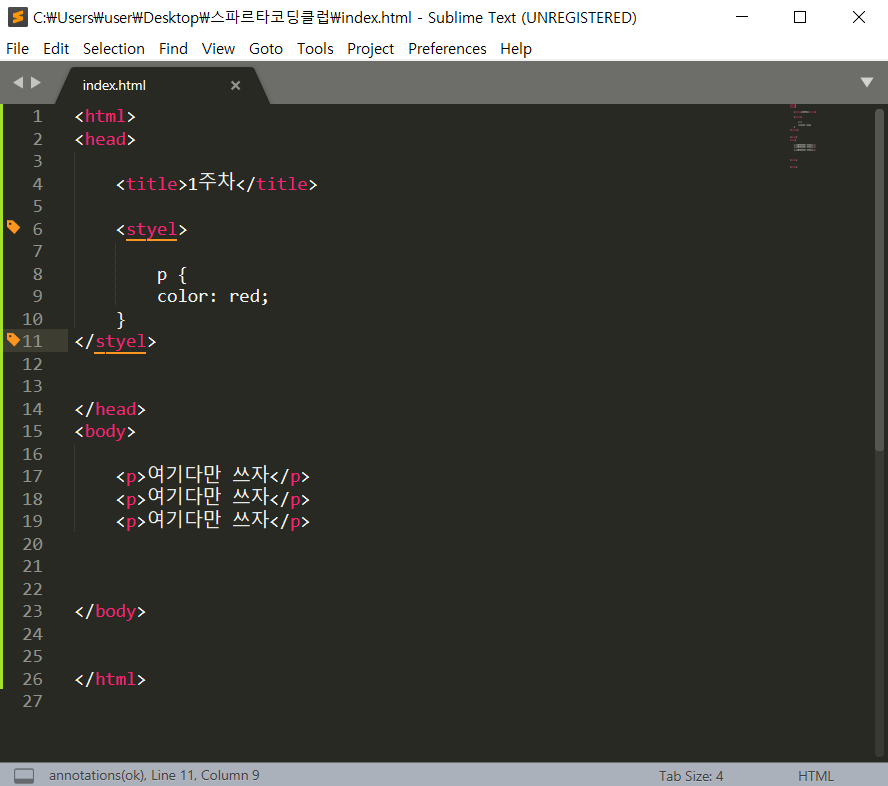 C:₩Users₩user₩Desktop₩스파르타코딩클럽₩index.html - Sublime Text (UNREGISTERED)
File Edit Selection Find View Goto Tools Project Preferences Help
index.html
1 <html>
2 <head>
3
4 <title>1주차</title>
5
6 <styel>
7
8 p {
9 color: red;
10 }
11 </styel>
12
13
14 </head>
15 <body>
16
17 <p>여기다만 쓰자</p>
18 <p>여기다만 쓰자</p>
19 <p>여기다만 쓰자</p>
20
21
22
23 </body>
24
25
26 </html>
27
annotations(ok), Line 11, Column 9 Tab Size: 4 HTML